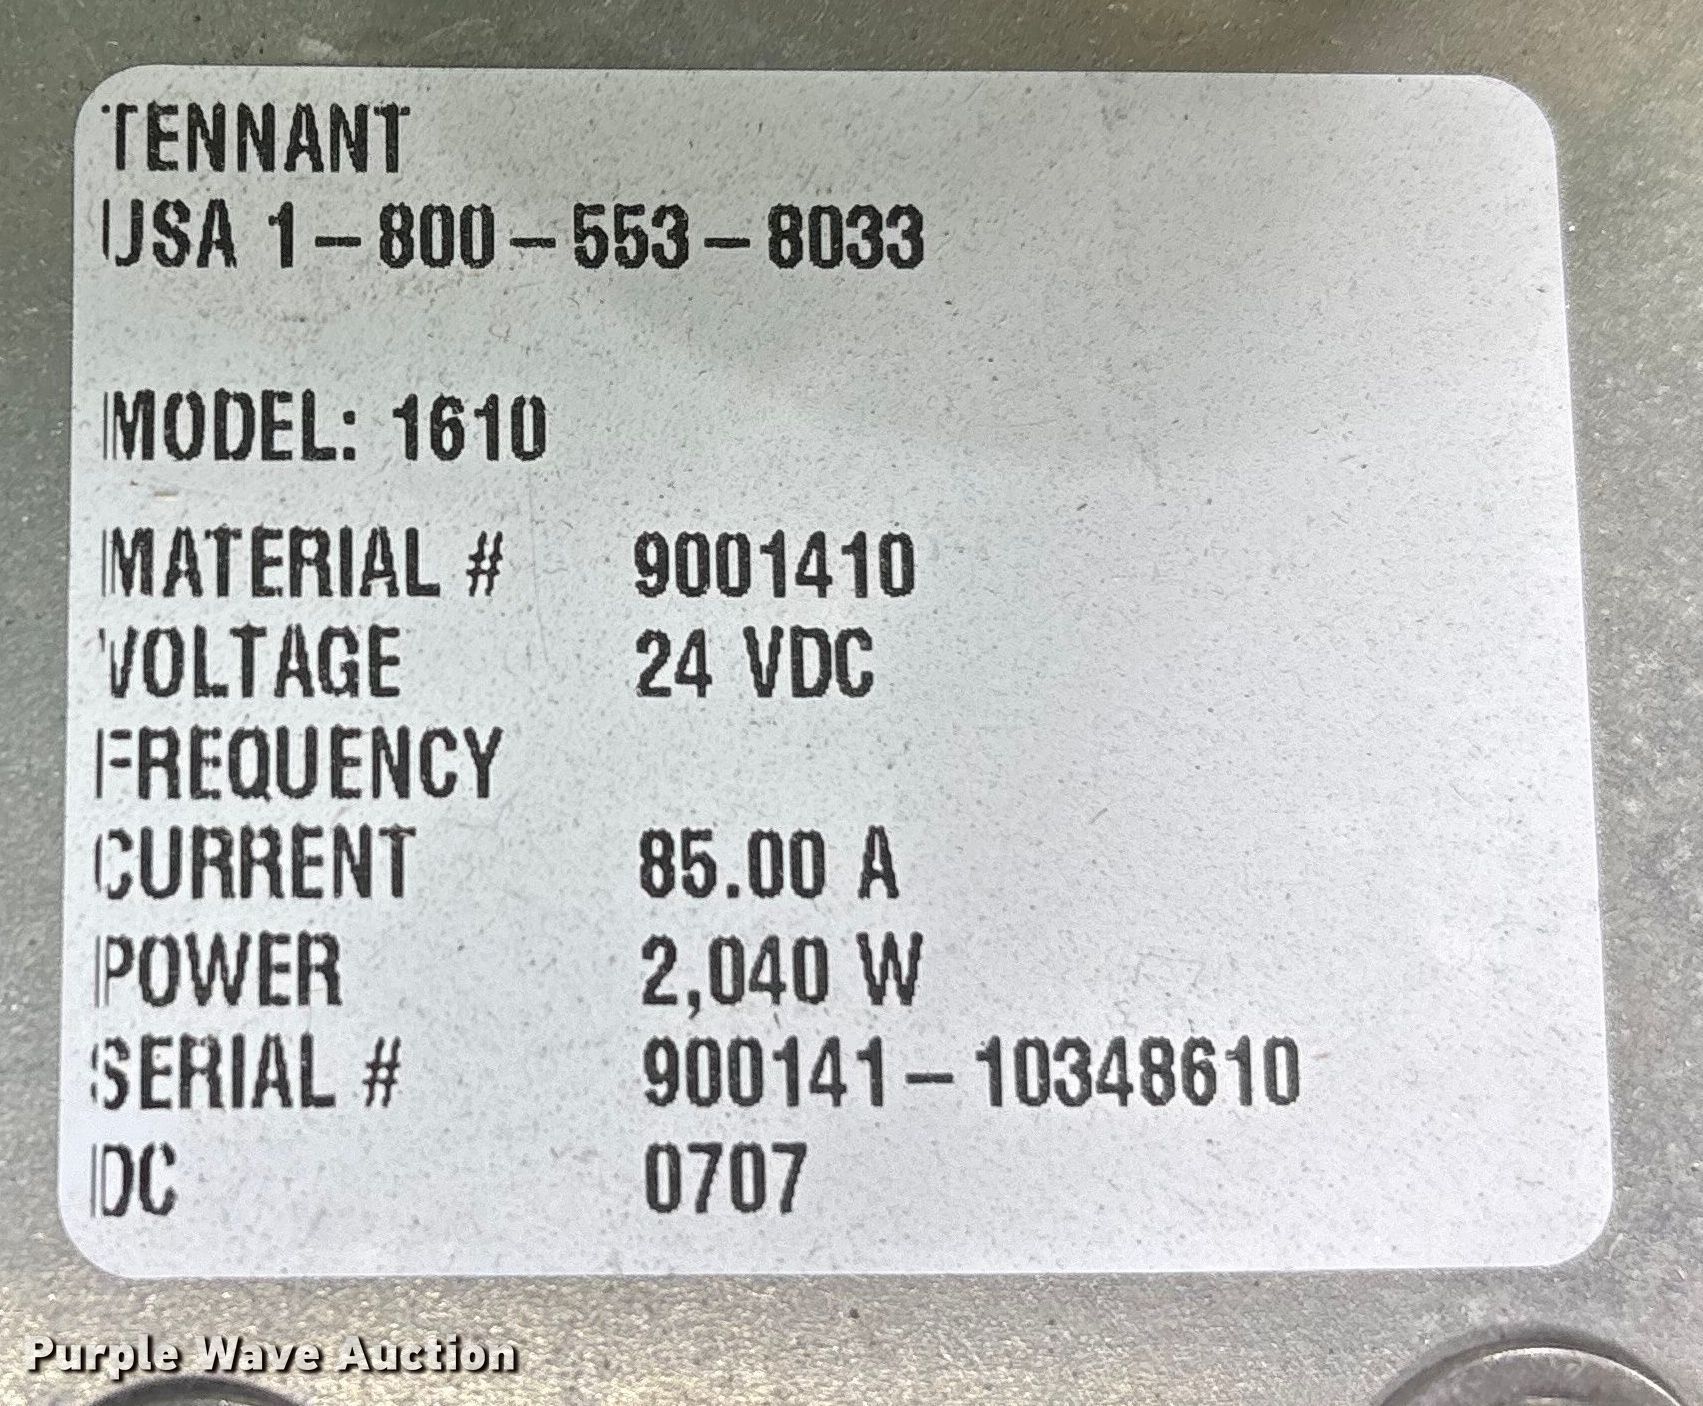 TENNANT
USA 1-800-553-8033
MODEL: 1610
MATERIAL # 9001410
VOLTAGE 24 VDC
FREQUENCY
CURRENT 85.00 A
POWER 2,040 W
SERIAL # 900141-10348610
DC 0707
Purple Wave Auction